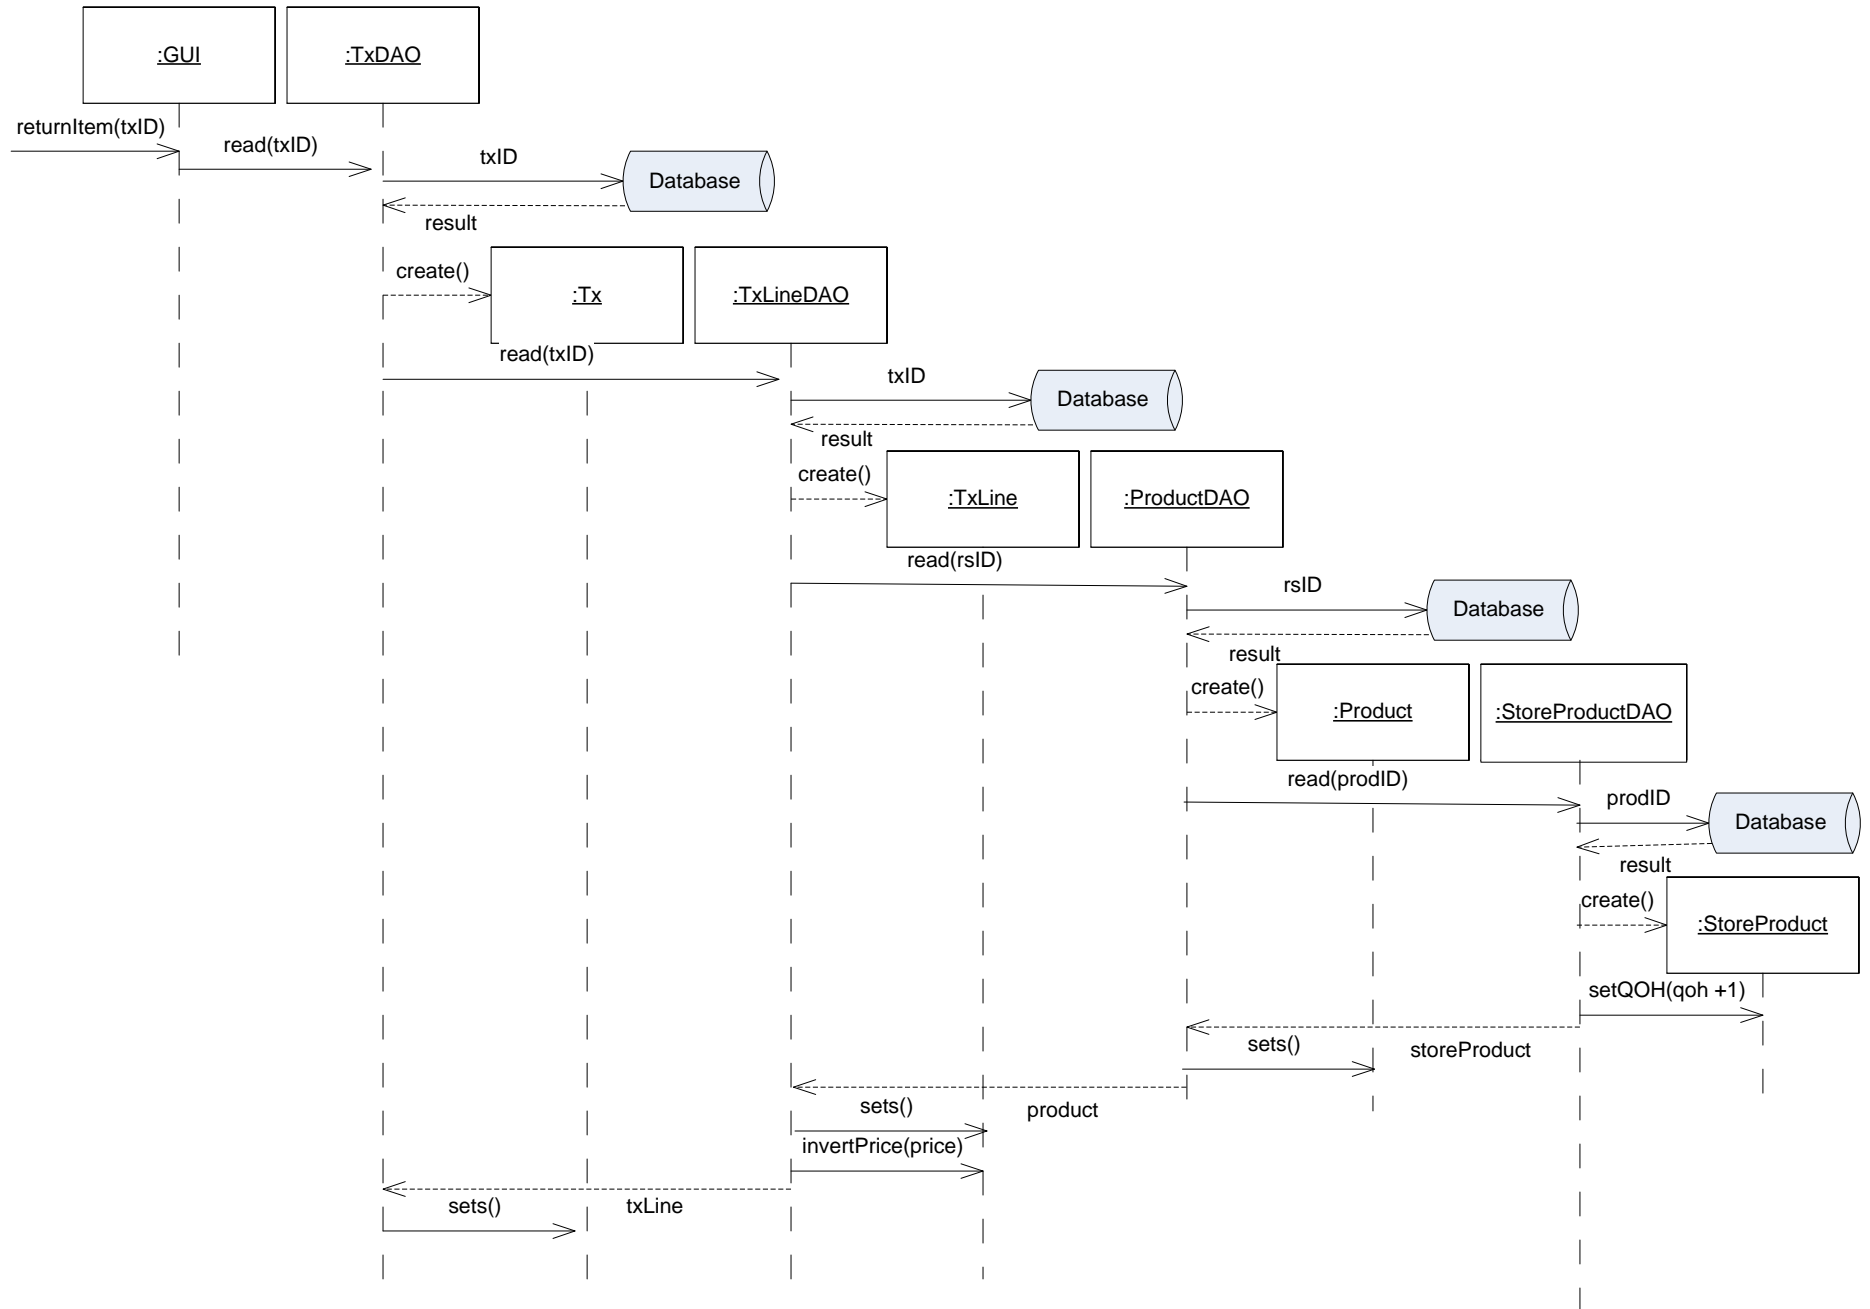 :GUI
:TxDAO
returnItem(txID)
read(txID)
txID
Database
result
create()
:Tx
:TxLineDAO
read(txID)
txID
Database
result
create()
:TxLine
:ProductDAO
read(rsID)
rsID
Database
result
create()
:Product
:StoreProductDAO
read(prodID)
prodID
Database
result
create()
:StoreProduct
setQOH(qoh +1)
storeProduct
sets()
product
sets()
invertPrice(price)
txLine
sets()